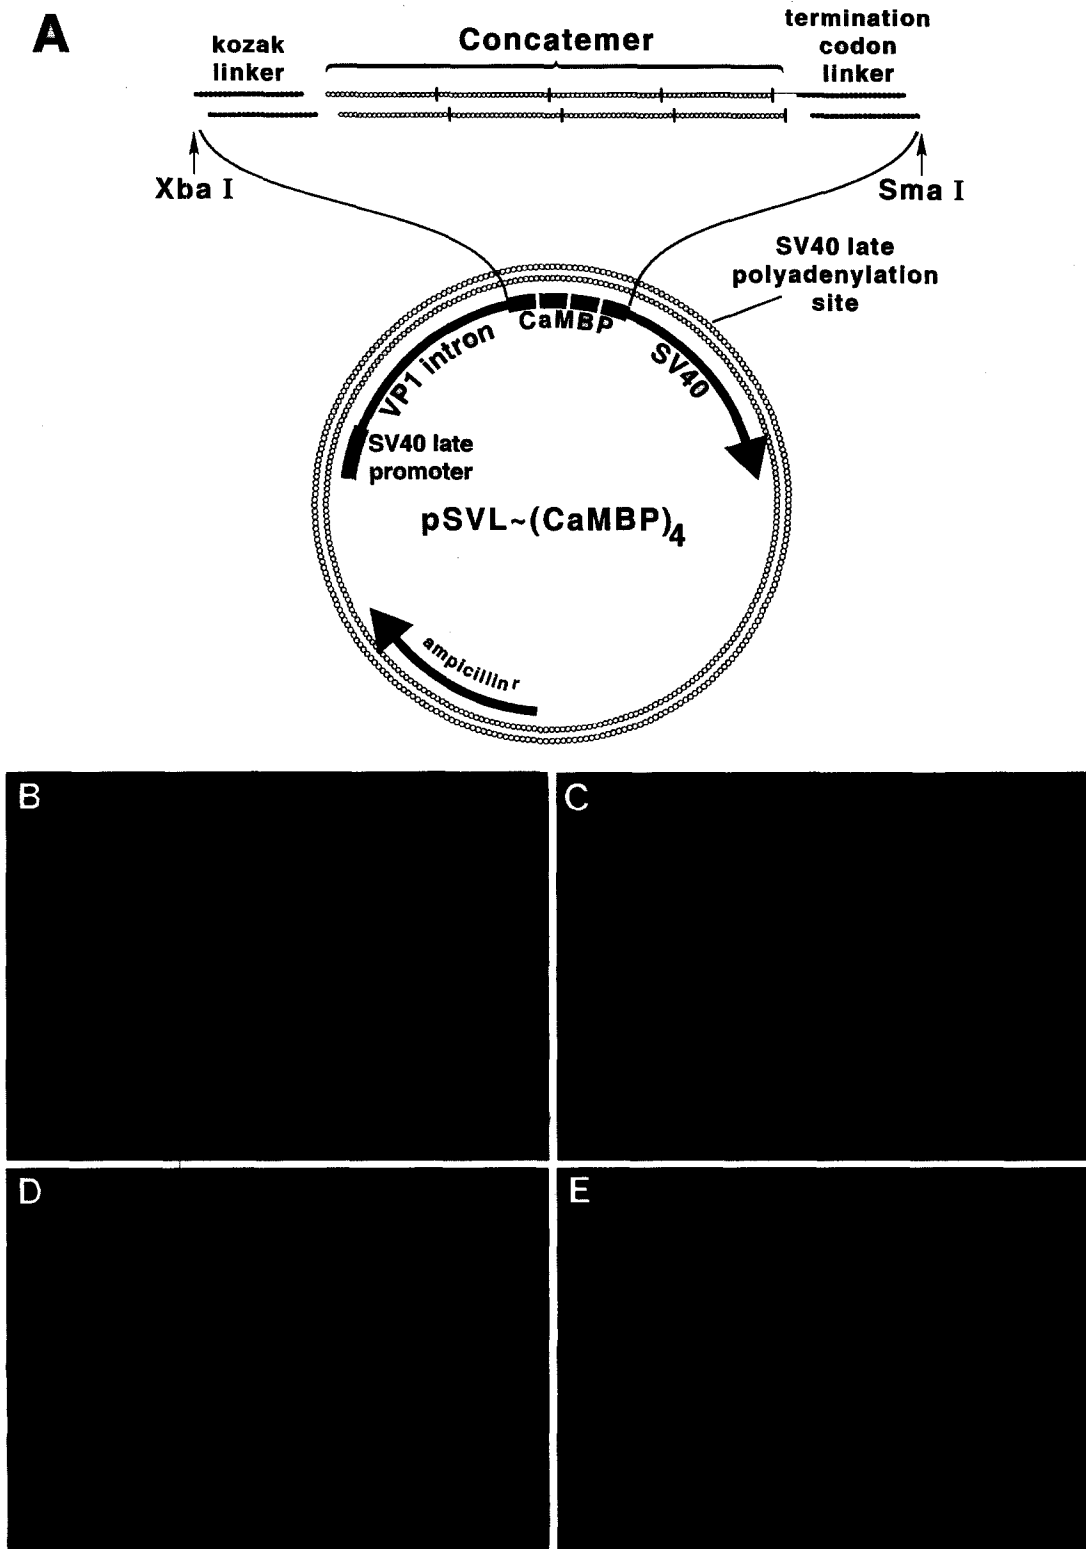 A
kozak
linker
Concatemer
termination
codon
linker
Xba I
Sma I
SV40 late
polyadenylation
site
CaMBP
VP1 intron
SV40
SV40 late
promoter
pSVL~(CaMBP)4
ampicillin r
B
C
D
E